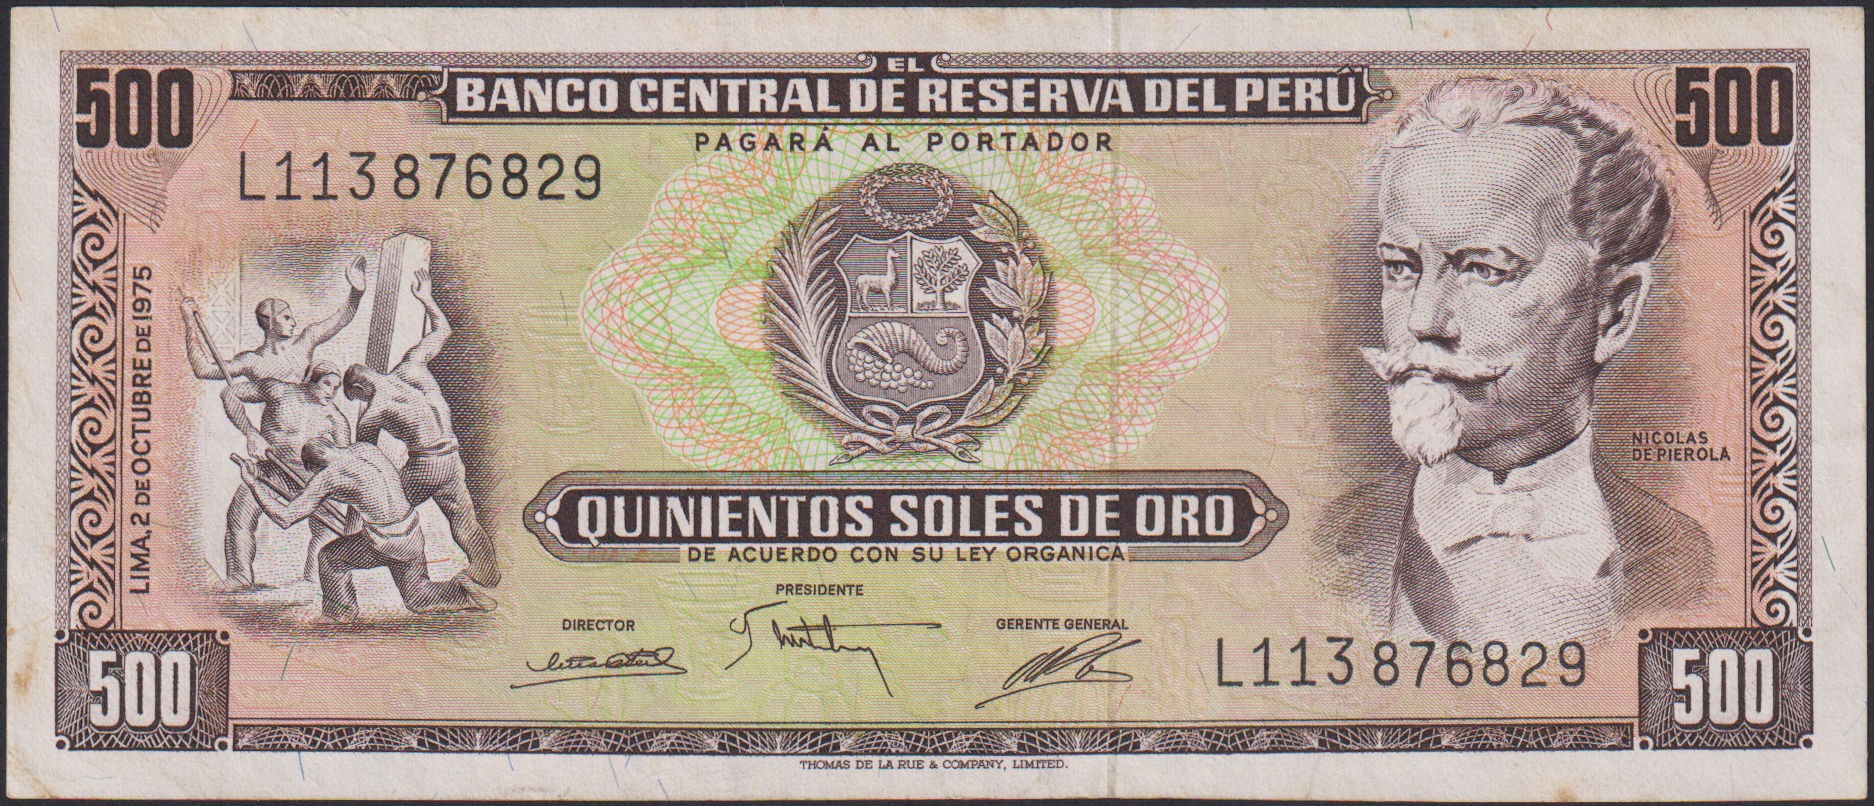 500
EL
BANCO CENTRAL DE RESERVA DEL PERÚ
500
PAGARÁ AL PORTADOR
L113876829
LIMA, 2 DE OCTUBRE DE 1975
NICOLAS
DE PIEROLA
QUINIENTOS SOLES DE ORO
DE ACUERDO CON SU LEY ORGANICA
PRESIDENTE
DIRECTOR
GERENTE GENERAL
L113876829
500
500
THOMAS DE LA RUE & COMPANY, LIMITED.